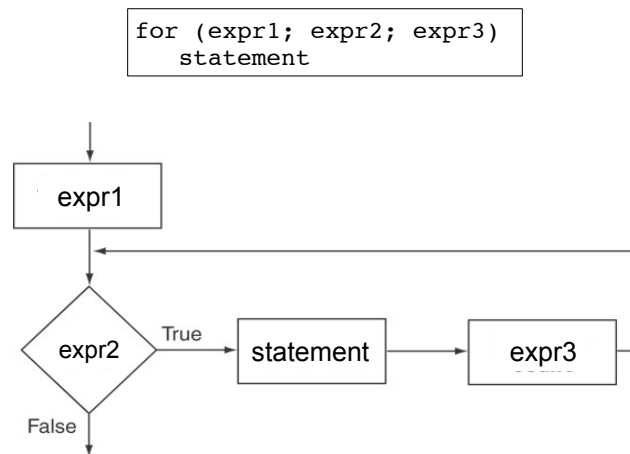 for (expr1; expr2; expr3)
statement
expr1
expr2
True
statement
expr3
False